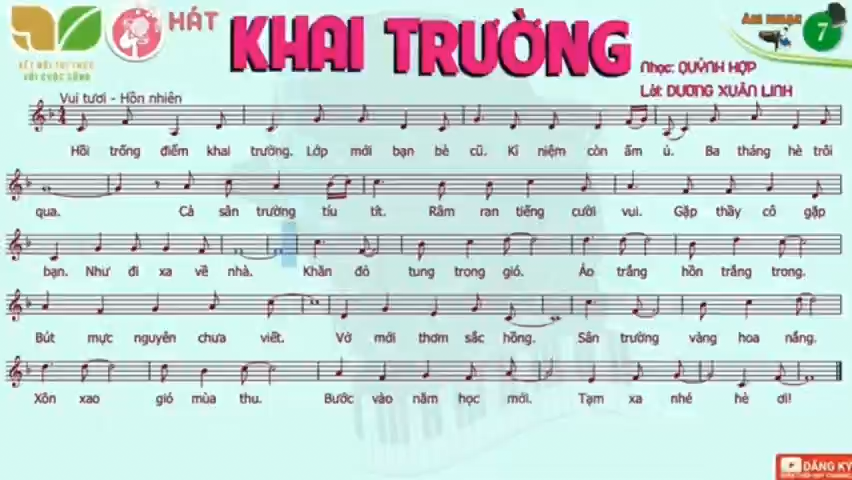 KẾT NỐI TRI THỨC
VỚI CUỘC SỐNG
HÁT
KHAI TRƯỜNG
ÂM NHẠC 7
Nhạc: QUỲNH HỢP
Lời: DƯƠNG XUÂN LINH
Vui tươi - Hồn nhiên
Hồi trống điểm khai trường. Lớp mới bạn bè cũ. Kỉ niệm còn ấm ủ. Ba tháng hè trôi
qua. Cả sân trường tíu tít. Râm ran tiếng cười vui. Gặp thầy cô gặp
bạn. Như đi xa về nhà. Khăn đỏ tung trong gió. Áo trắng hồn trắng trong.
Bút mực nguyên chưa viết. Vở mới thơm sắc hồng. Sân trường vàng hoa nắng.
Xôn xao gió mùa thu. Bước vào năm học mới. Tạm xa nhé hè ơi!
ĐĂNG KÝ